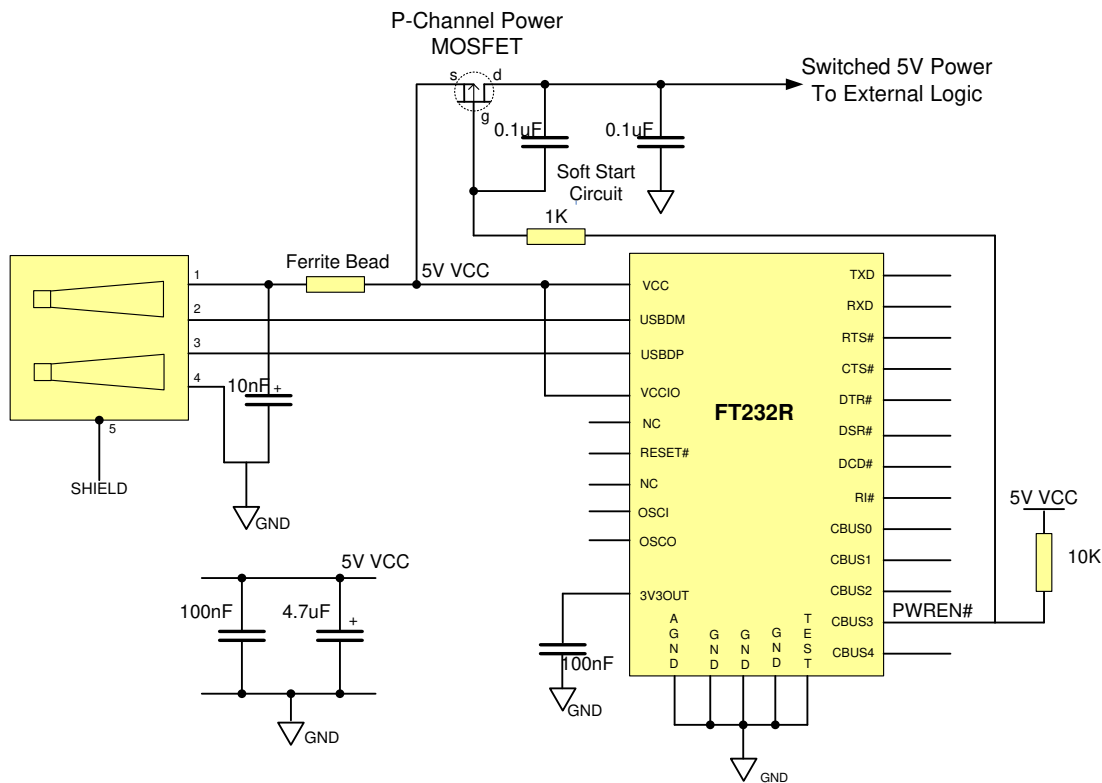 P-Channel Power
MOSFET
s
d
g
Switched 5V Power
To External Logic
0.1uF
0.1uF
Soft Start
Circuit
1K
Ferrite Bead
5V VCC
1
2
3
4
5
SHIELD
10nF
+
GND
VCC
USBDM
USBDP
VCCIO
NC
RESET#
NC
OSCI
OSCO
3V3OUT
FT232R
TXD
RXD
RTS#
CTS#
DTR#
DSR#
DCD#
RI#
CBUS0
CBUS1
CBUS2
CBUS3
CBUS4
PWREN#
5V VCC
10K
AGND
GND
GND
GND
TEST
GND
100nF
GND
5V VCC
100nF
4.7uF
+
GND